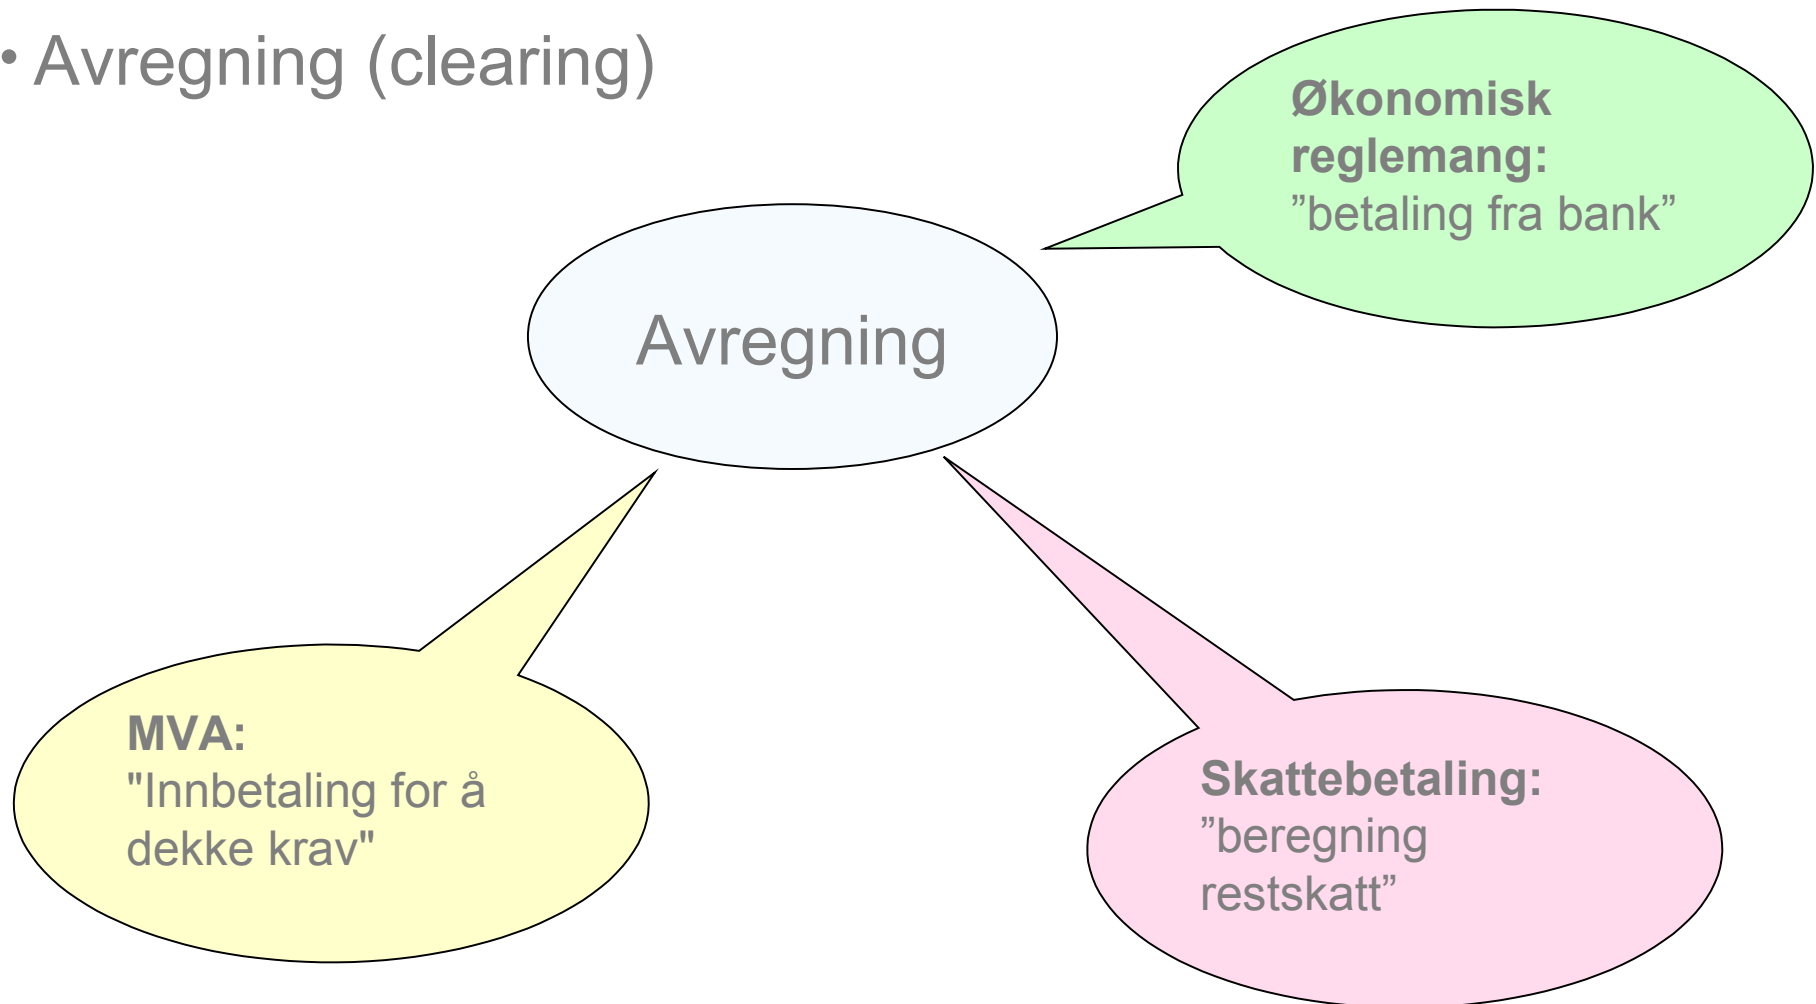 • Avregning (clearing)
Økonomisk
reglemang:
”betaling fra bank”
Avregning
MVA:
"Innbetaling for å
dekke krav"
Skattebetaling:
”beregning
restskatt”